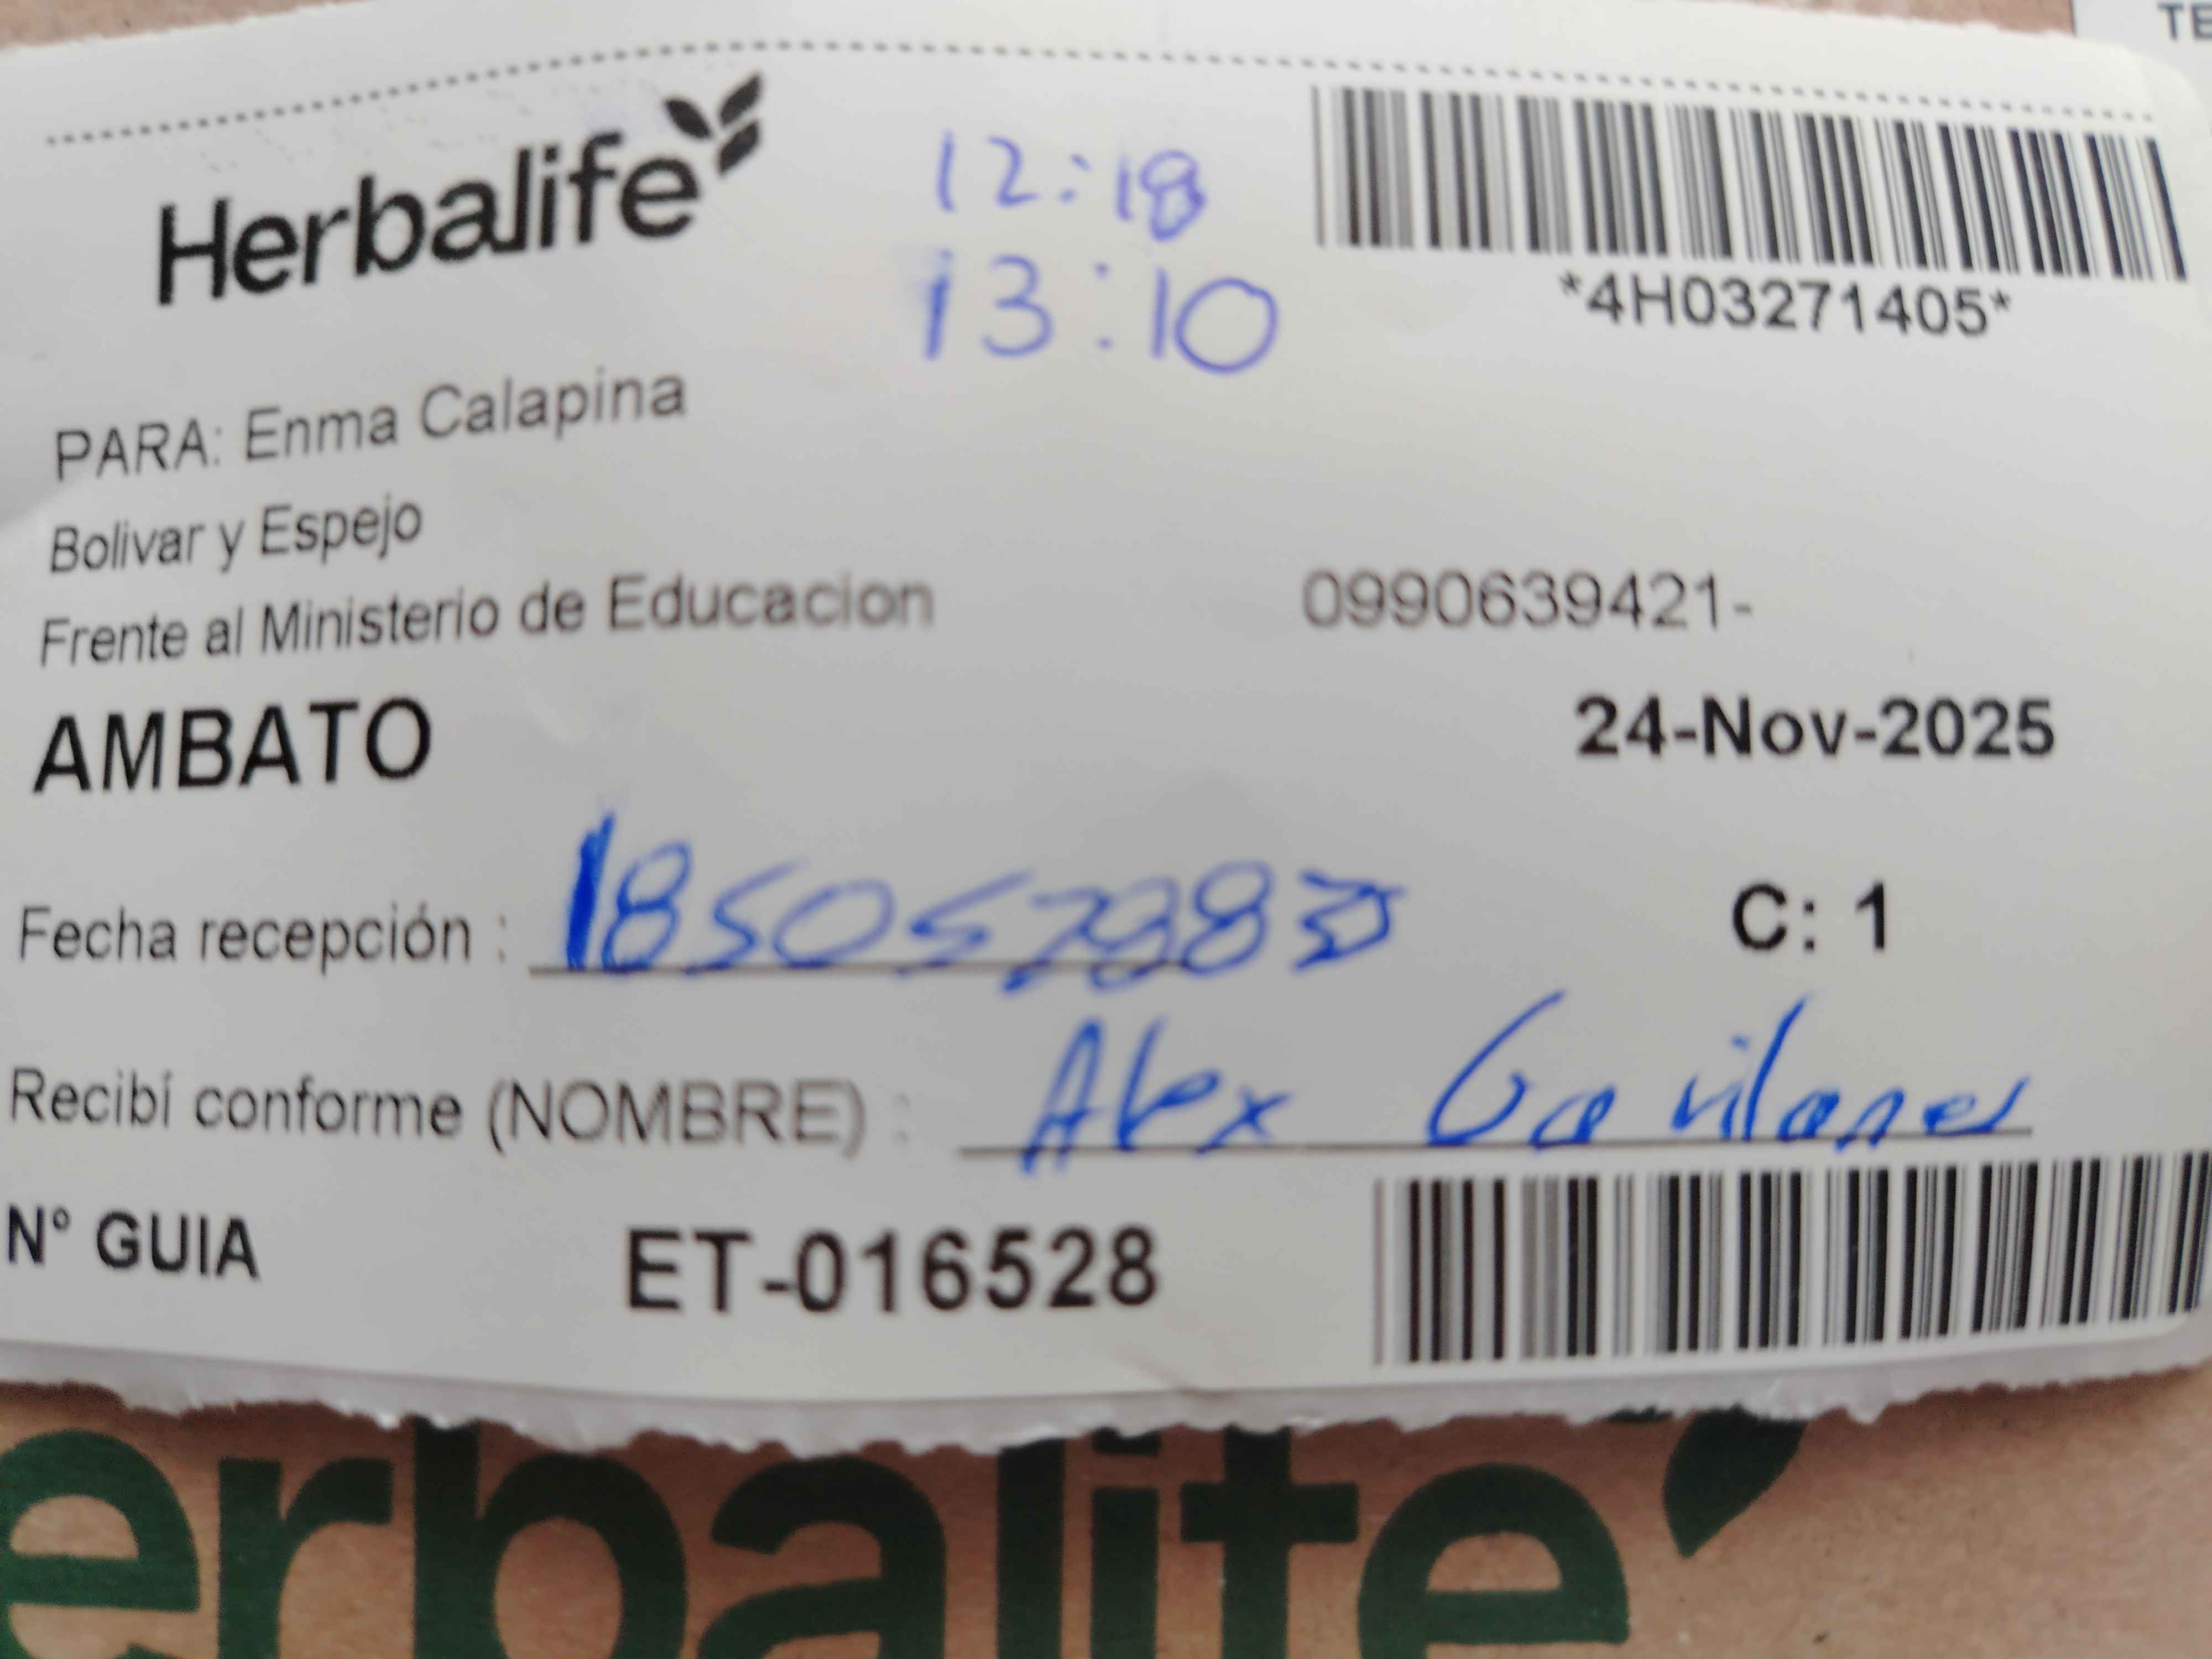 TE
Herbalife
12:18
13:10
*4H03271405*
PARA: Enma Calapina
Bolivar y Espejo
Frente al Ministerio de Educacion
0990639421-
AMBATO
24-Nov-2025
Fecha recepción :
C: 1
Recibí conforme (NOMBRE) : Alex Gavilanes
N° GUIA ET-016528
erbalife